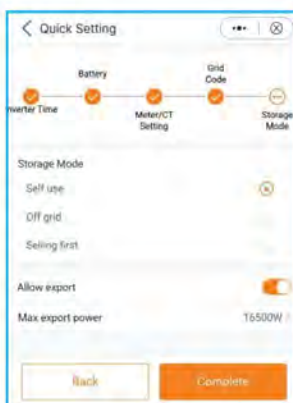 Quick Setting
Battery
Grid
Code
nverter Time
Meter/CT
Setting
Storage
Mode
Storage Mode
Self use
Off grid
Selling first
Allow export
Max export power 16500W
Back Complete